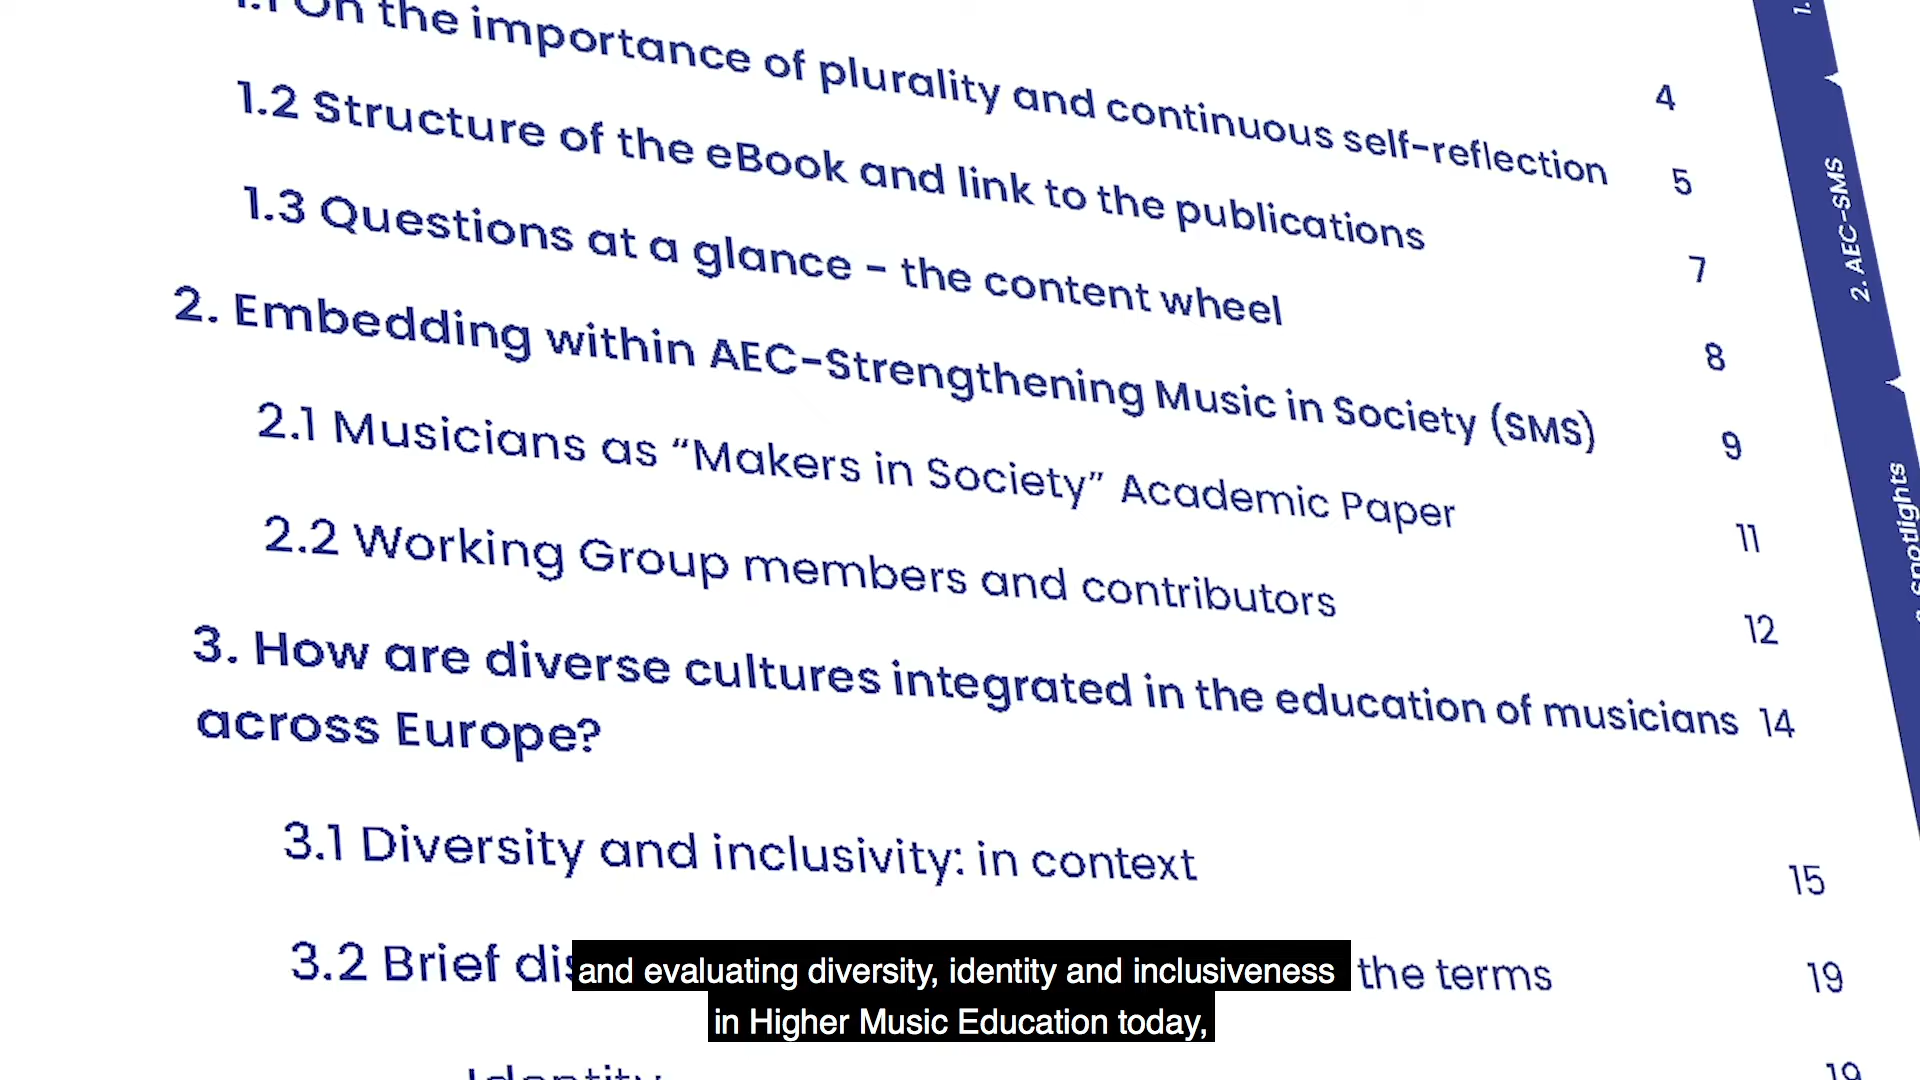 1.1 On the importance of plurality and continuous self-reflection 4
1.2 Structure of the eBook and link to the publications 5
1.3 Questions at a glance - the content wheel 7
2. Embedding within AEC-Strengthening Music in Society (SMS) 8
2.1 Musicians as “Makers in Society” Academic Paper 9
2.2 Working Group members and contributors 11
12
3. How are diverse cultures integrated in the education of musicians 14
across Europe?
3.1 Diversity and inclusivity: in context 15
3.2 Brief the terms 19
Identity 19
1.
2. AEC-SMS
spotlights
and evaluating diversity, identity and inclusiveness
in Higher Music Education today,